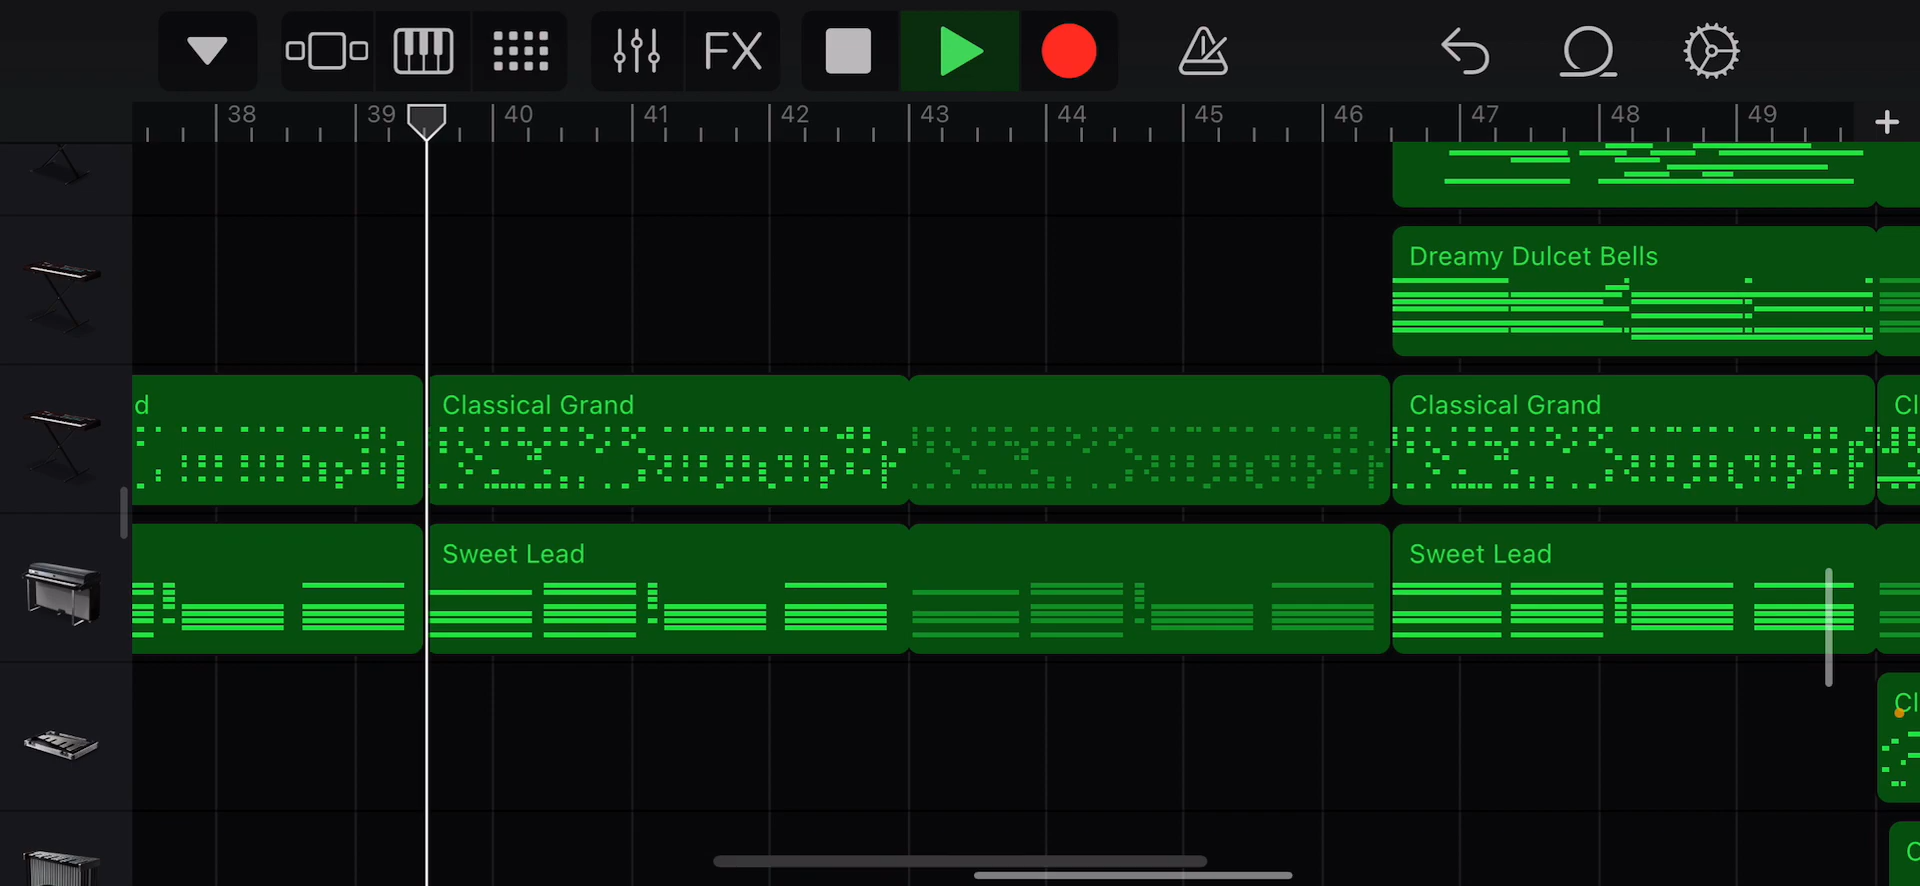 FX
38 39 40 41 42 43 44 45 46 47 48 49
Dreamy Dulcet Bells
d Classical Grand Classical Grand Cl
Sweet Lead Sweet Lead
Cl
C